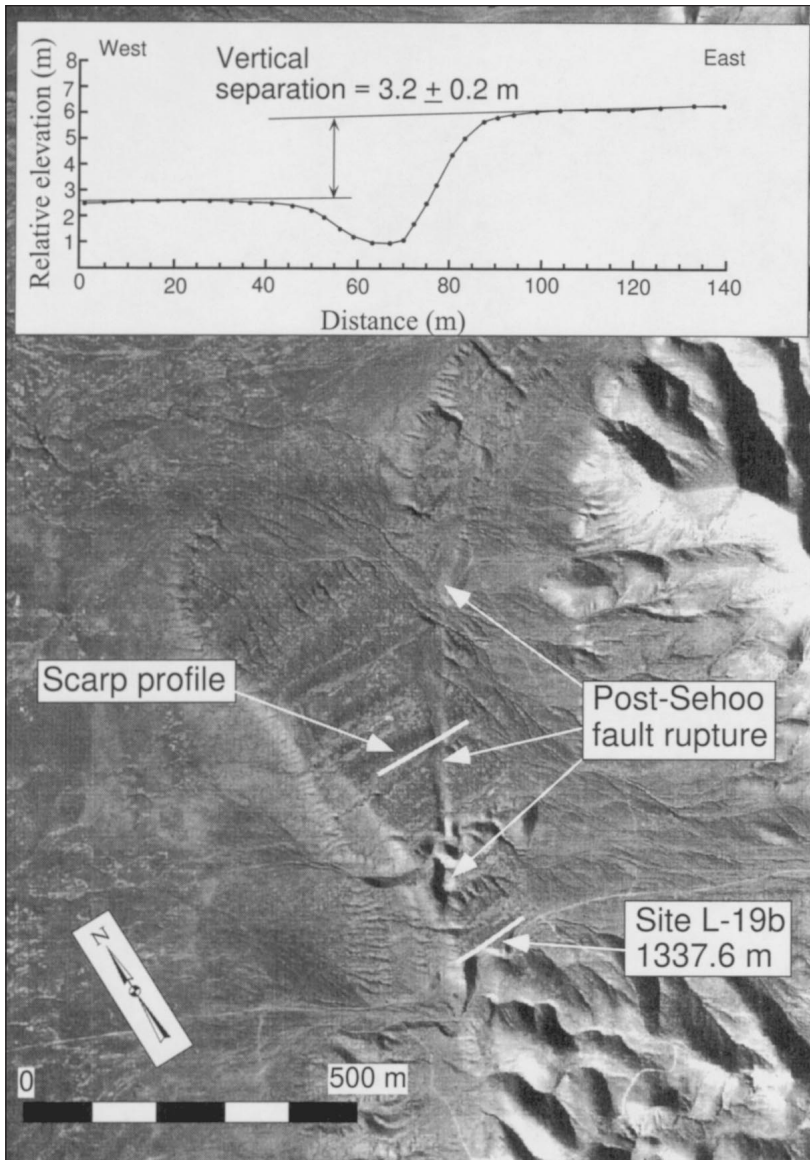 West
East
Vertical
separation = 3.2 ± 0.2 m
Relative elevation (m)
8
7
6
5
4
3
2
1
0 20 40 60 80 100 120 140
Distance (m)
Scarp profile
Post-Sehoo
fault rupture
Site L-19b
1337.6 m
N
0 500 m